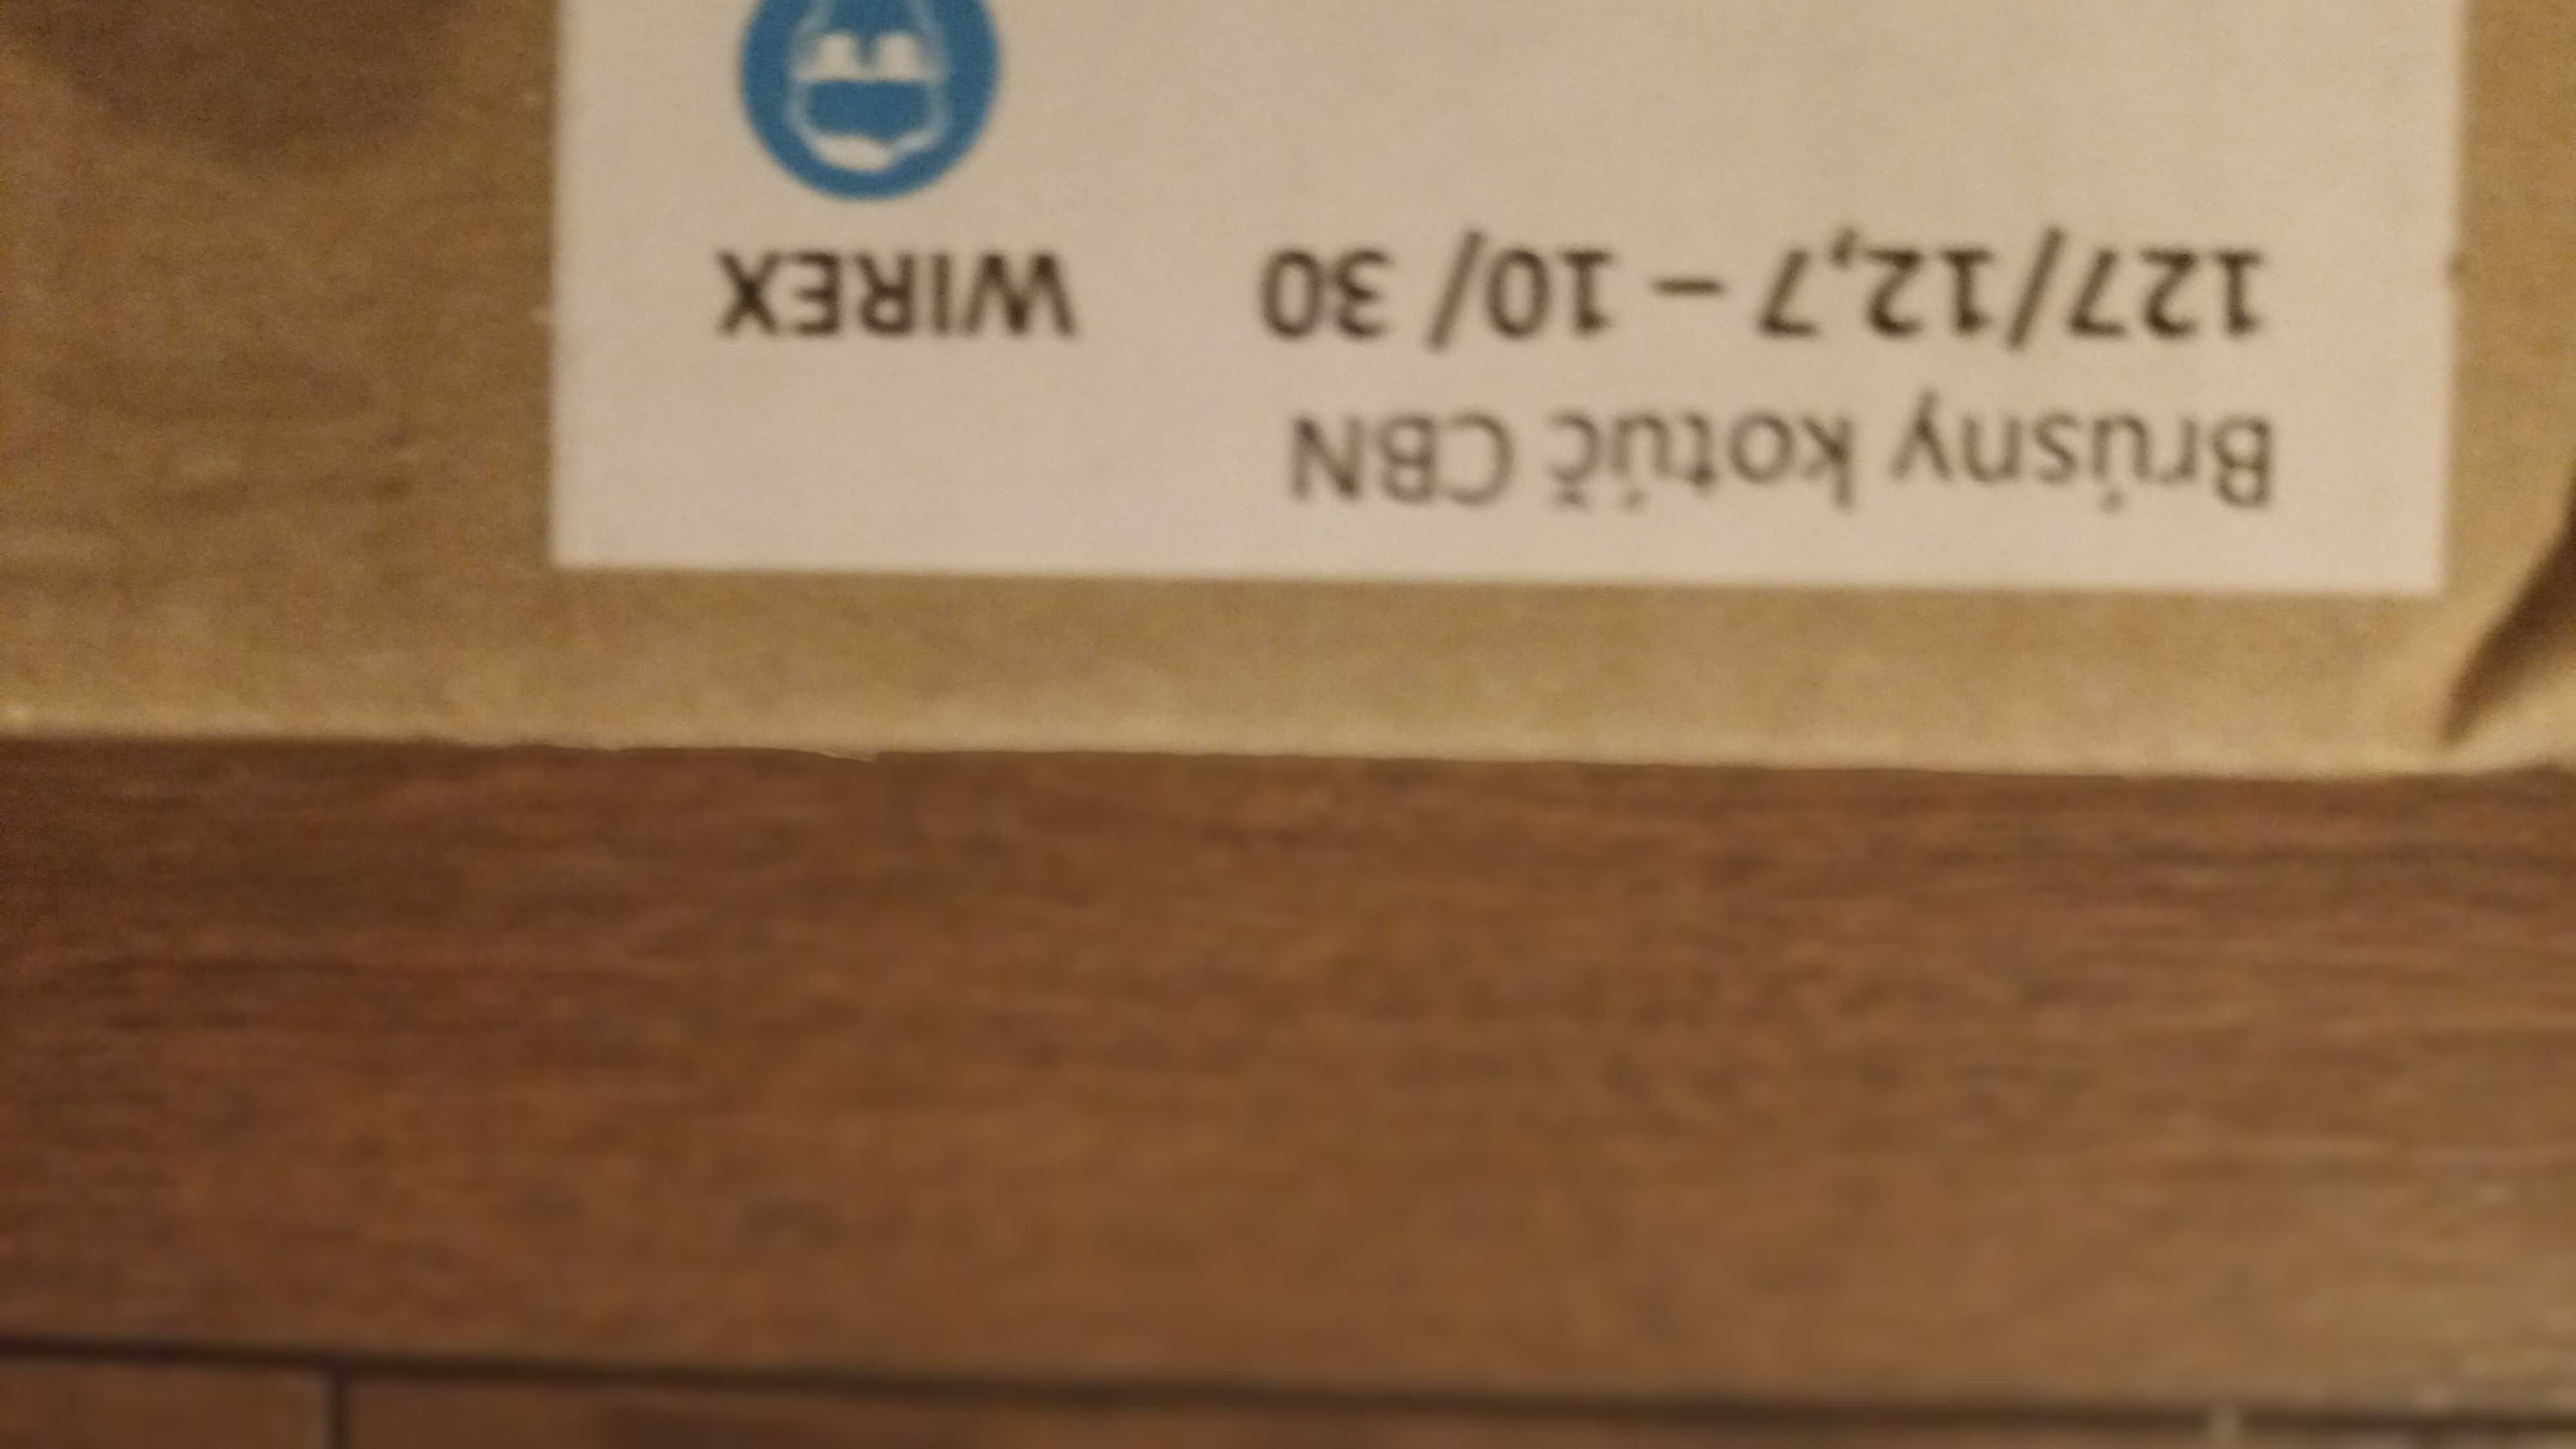 Brúsny kotúč CBN
127/12,7 – 10/ 30 WIREX